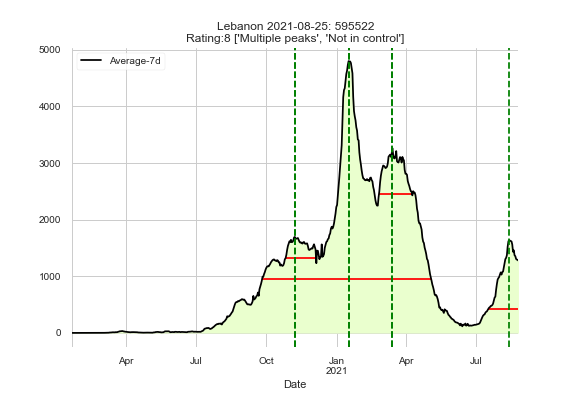 Lebanon 2021-08-25: 595522
Rating:8 ['Multiple peaks', 'Not in control']
Average-7d
5000
4000
3000
2000
1000
0
Apr Jul Oct Jan Apr Jul
2021
Date